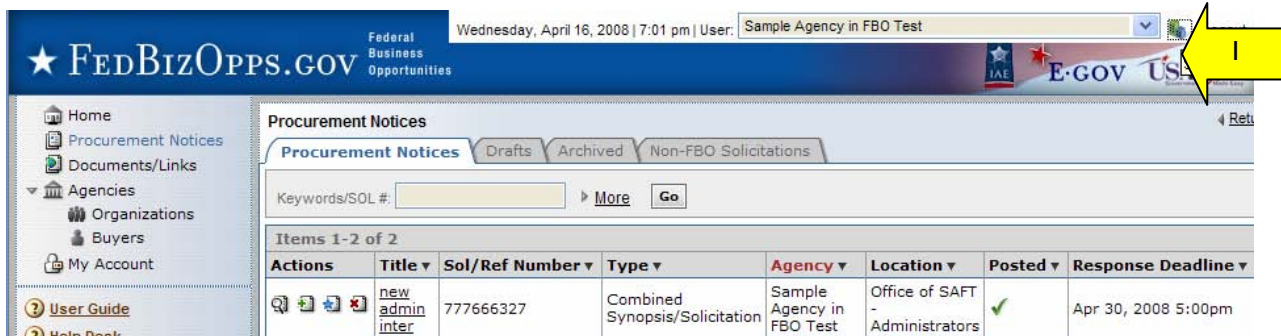 Wednesday, April 16, 2008 | 7:01 pm | User: Sample Agency in FBO Test
I
★ FEDBIZOPPS.GOV
Federal
Business
Opportunities
IAE
E·GOV
Home
Procurement Notices
Documents/Links
Agencies
Organizations
Buyers
My Account
User Guide
Help Desk
Procurement Notices
Procurement Notices Drafts Archived Non-FBO Solicitations
Keywords/SOL #: More Go
Items 1-2 of 2
Actions Title Sol/Ref Number Type Agency Location Posted Response Deadline
new
admin
inter
777666327
Combined
Synopsis/Solicitation
Sample
Agency in
FBO Test
Office of SAFT
-
Administrators
Apr 30, 2008 5:00pm